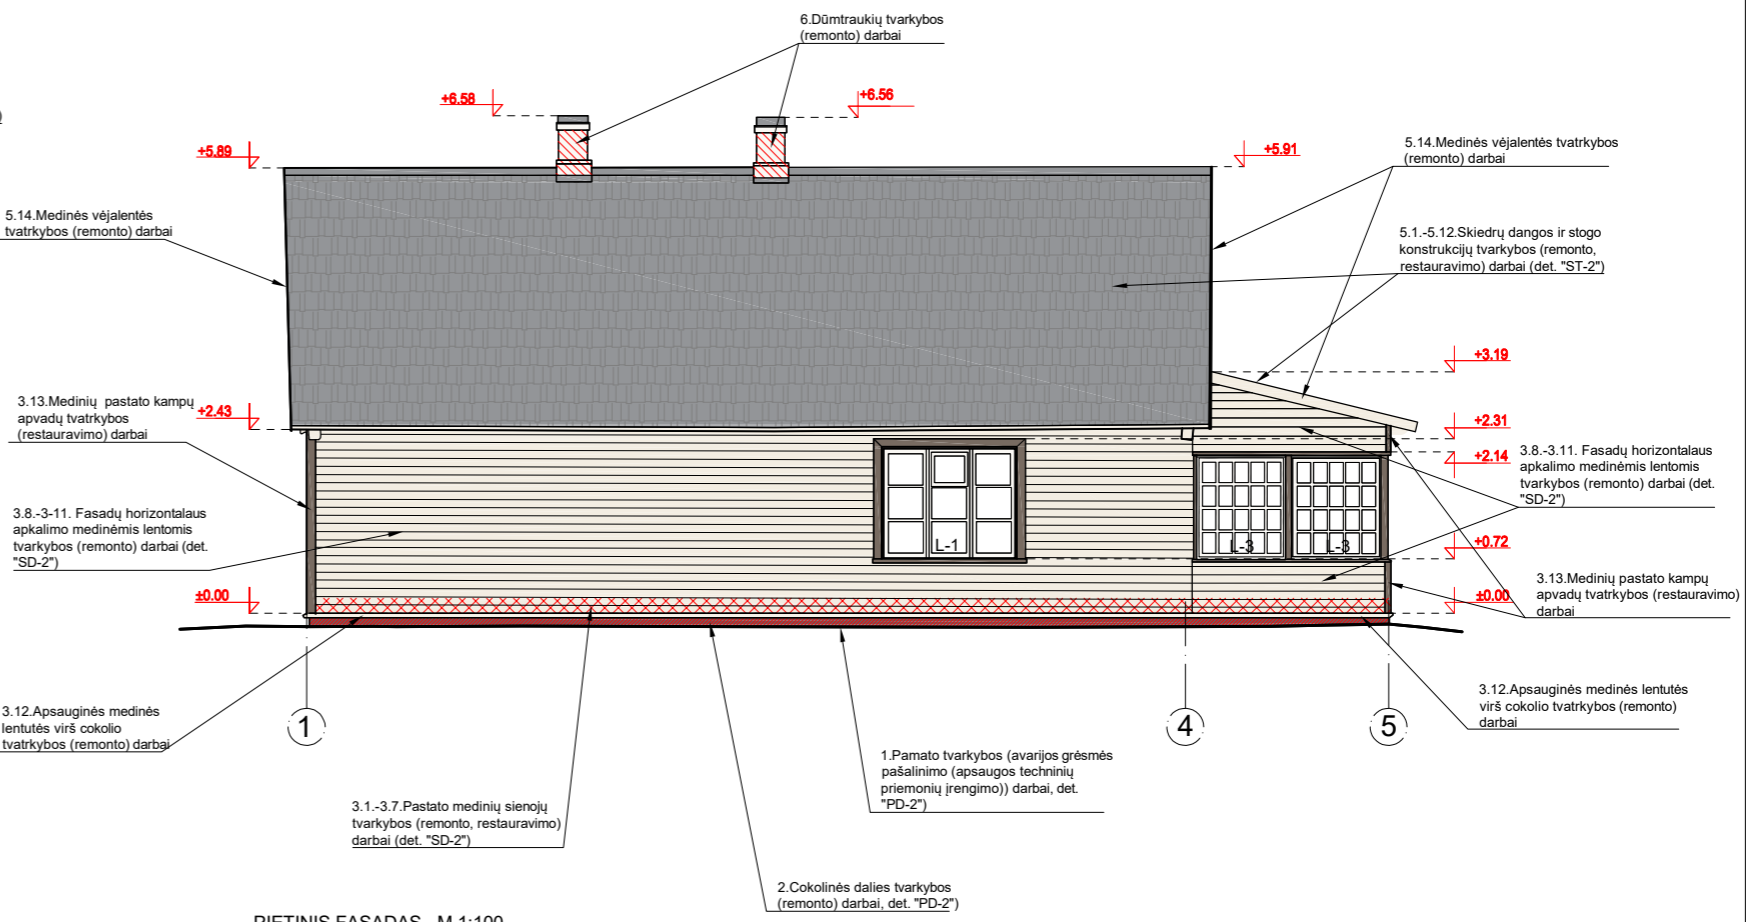 6.Dūmtraukių tvarkybos
(remonto) darbai
+6.58
+6.56
+5.89
+5.91
5.14.Medinės vėjalentės tvatrkybos
(remonto) darbai
5.14.Medinės vėjalentės
tvatrkybos (remonto) darbai
5.1.-5.12.Skiedrų dangos ir stogo
konstrukcijų tvarkybos (remonto,
restauravimo) darbai (det. "ST-2")
+3.19
3.13.Medinių pastato kampų
apvadų tvatrkybos
(restauravimo) darbai
+2.43
+2.31
+2.14
3.8.-3.11. Fasadų horizontalaus
apkalimo medinėmis lentomis
tvarkybos (remonto) darbai (det.
"SD-2")
3.8.-3-11. Fasadų horizontalaus
apkalimo medinėmis lentomis
tvarkybos (remonto) darbai (det.
"SD-2")
L-1
L-3
L-3
+0.72
3.13.Medinių pastato kampų
apvadų tvatrkybos (restauravimo)
darbai
±0.00
±0.00
3.12.Apsauginės medinės
lentutės virš cokolio
tvatrkybos (remonto) darbai
3.12.Apsauginės medinės lentutės
virš cokolio tvatrkybos (remonto)
darbai
1
4
5
1.Pamato tvarkybos (avarijos grėsmės
pašalinimo (apsaugos techninių
priemonių įrengimo)) darbai, det.
"PD-2")
3.1.-3.7.Pastato medinių sienojų
tvarkybos (remonto, restauravimo)
darbai (det. "SD-2")
2.Cokolinės dalies tvarkybos
(remonto) darbai, det. "PD-2")
PIETINIS FASADAS M 1:100